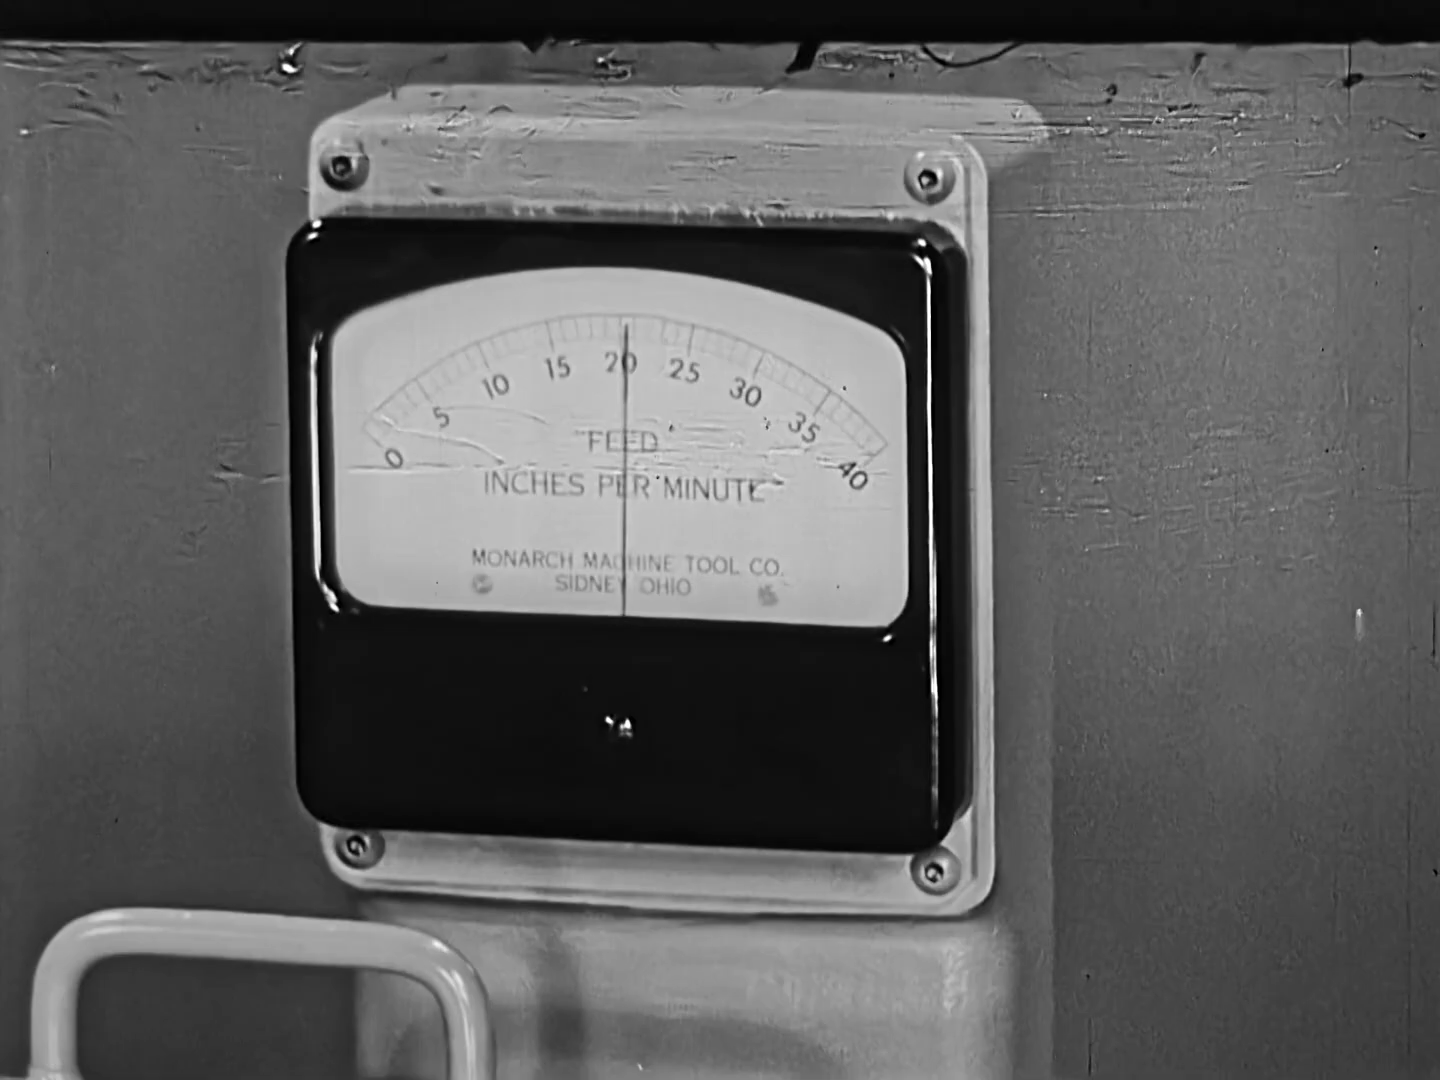 0 5 10 15 20 25 30 35 40
FEED
INCHES PER MINUTE
MONARCH MACHINE TOOL CO.
SIDNEY OHIO